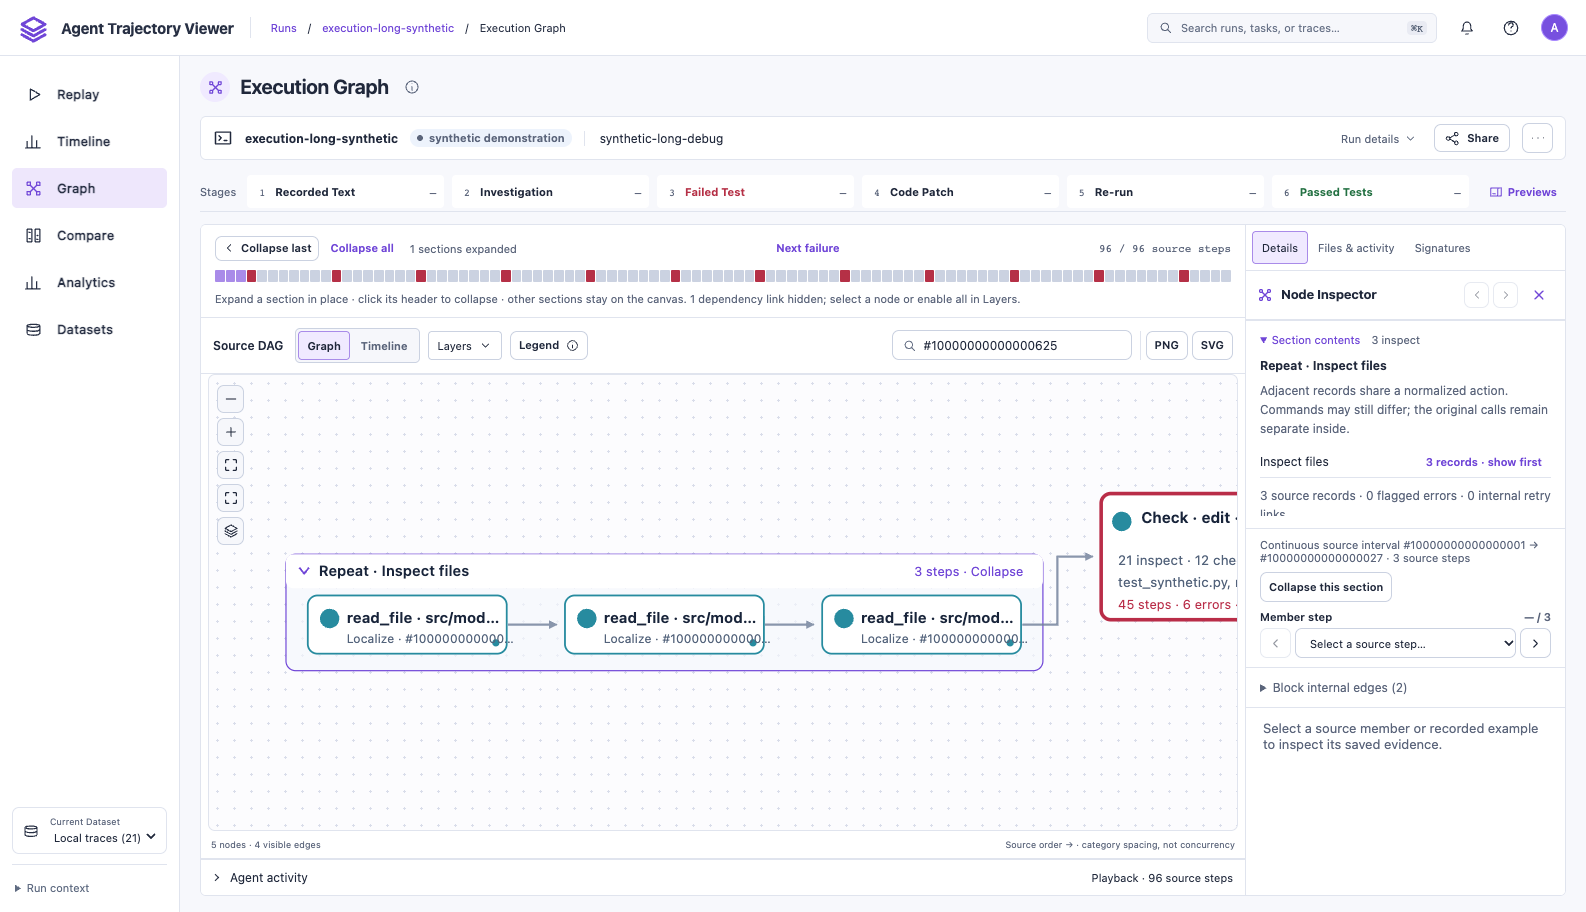 Agent Trajectory Viewer
Runs / execution-long-synthetic / Execution Graph
Search runs, tasks, or traces... ⌘K
A
Replay
Timeline
Graph
Compare
Analytics
Datasets
Current Dataset
Local traces (21)
Run context
Execution Graph
execution-long-synthetic synthetic demonstration synthetic-long-debug
Run details Share ...
Stages 1 Recorded Text – 2 Investigation – 3 Failed Test – 4 Code Patch – 5 Re-run – 6 Passed Tests – Previews
Collapse last Collapse all 1 sections expanded Next failure 96 / 96 source steps
Expand a section in place · click its header to collapse · other sections stay on the canvas. 1 dependency link hidden; select a node or enable all in Layers.
Source DAG Graph Timeline Layers Legend #10000000000000625 PNG SVG
Repeat · Inspect files 3 steps · Collapse
read_file · src/mod...
Localize · #100000000000...
read_file · src/mod...
Localize · #100000000000...
read_file · src/mod...
Localize · #100000000000...
Check · edit ·
21 inspect · 12 che
test_synthetic.py,
45 steps · 6 errors ·
5 nodes · 4 visible edges
Source order → · category spacing, not concurrency
Agent activity
Playback · 96 source steps
Details Files & activity Signatures
Node Inspector
Section contents 3 inspect
Repeat · Inspect files
Adjacent records share a normalized action.
Commands may still differ; the original calls remain
separate inside.
Inspect files 3 records · show first
3 source records · 0 flagged errors · 0 internal retry
links
Continuous source interval #10000000000000001 →
#10000000000000027 · 3 source steps
Collapse this section
Member step — / 3
Select a source step...
Block internal edges (2)
Select a source member or recorded example
to inspect its saved evidence.